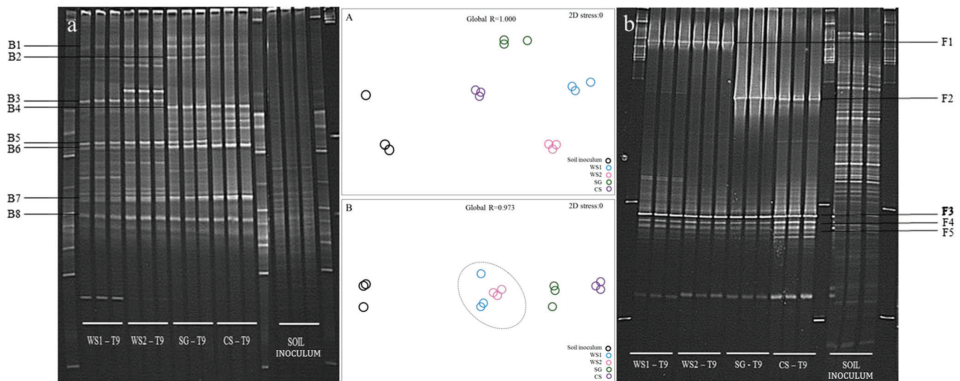 a
B1
B2
B3
B4
B5
B6
B7
B8
WS1 – T9
WS2 – T9
SG – T9
CS – T9
SOIL
INOCULUM
A
Global R=1.000
2D stress:0
Soil inoculum
WS1
WS2
SG
CS
B
Global R=0.973
2D stress:0
Soil inoculum
WS1
WS2
SG
CS
b
F1
F2
F3
F4
F5
WS1 – T9
WS2 – T9
SG - T9
CS – T9
SOIL
INOCULUM